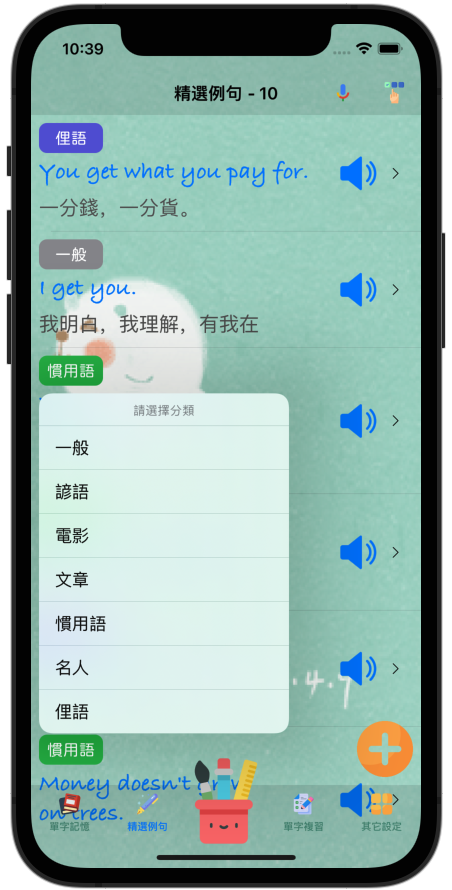 10:39
精選例句 - 10
俚語
You get what you pay for.
一分錢，一分貨。
一般
I get you.
我明白，我理解，有我在
慣用語
請選擇分類
一般
諺語
電影
文章
慣用語
名人
俚語
.4.7
慣用語
Money doesn't grow
on trees.
單字記憶
精選例句
單字複習
其它設定